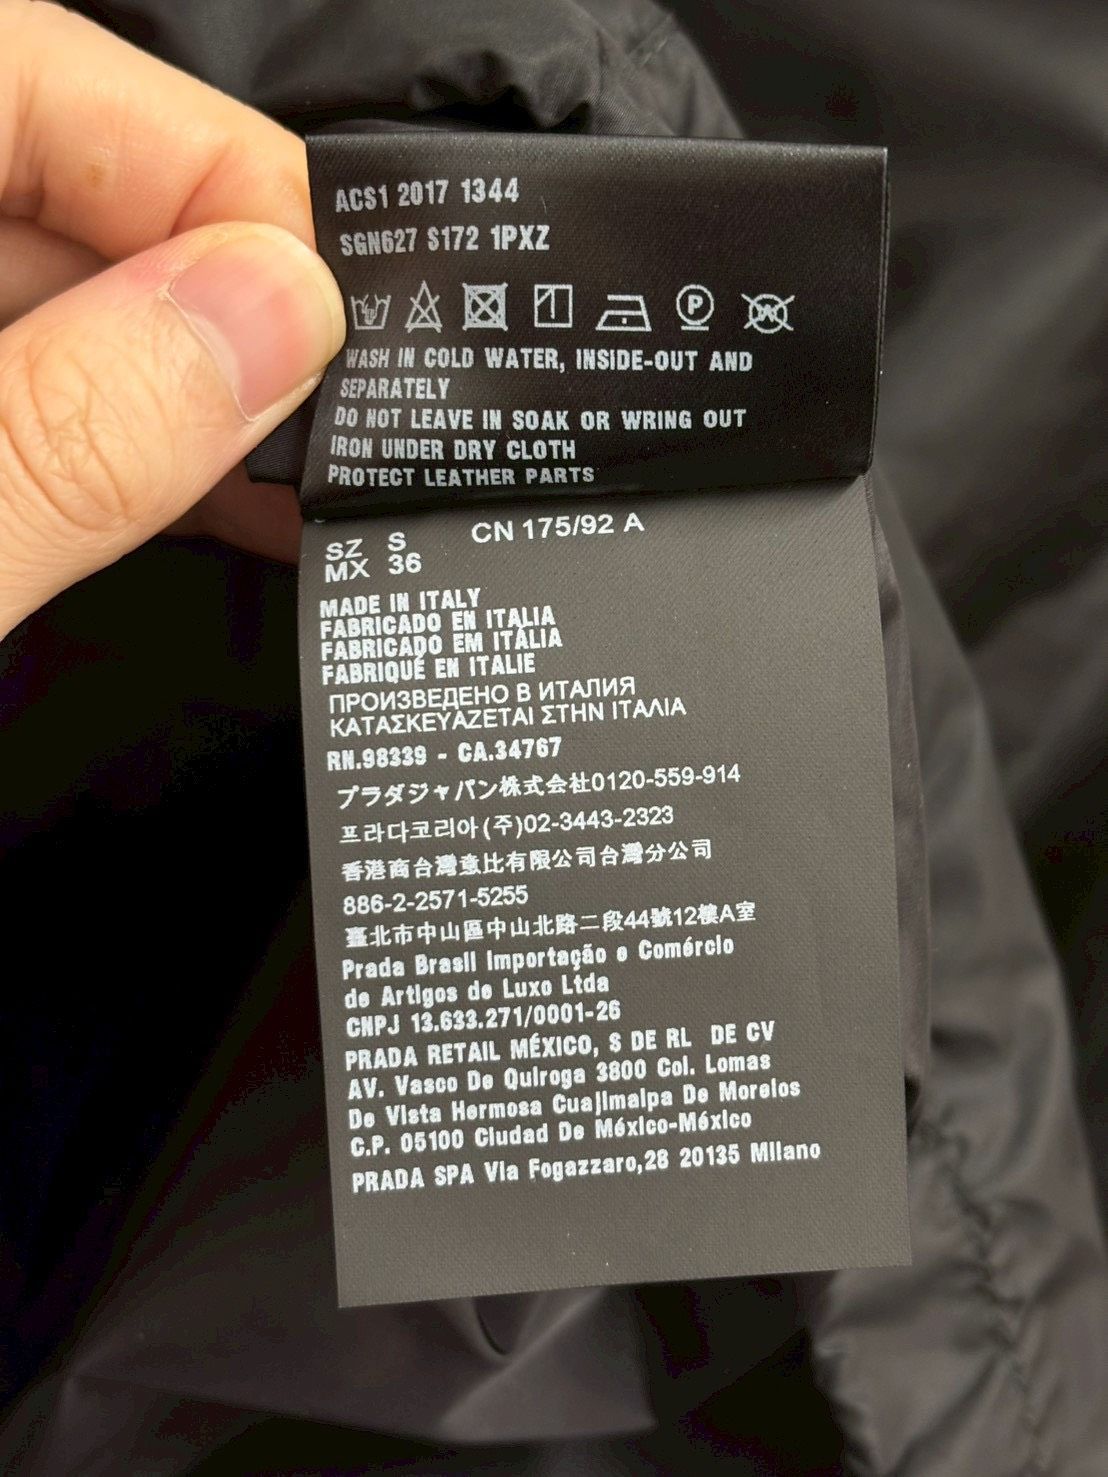 ACS1 2017 1344
SGN627 S172 1PXZ
P W
WASH IN COLD WATER, INSIDE-OUT AND
SEPARATELY
DO NOT LEAVE IN SOAK OR WRING OUT
IRON UNDER DRY CLOTH
PROTECT LEATHER PARTS
SZ S CN 175/92 A
MX 36
MADE IN ITALY
FABRICADO EN ITALIA
FABRICADO EM ITÁLIA
FABRIQUÉ EN ITALIE
ПРОИЗВЕДЕНО В ИТАЛИЯ
ΚΑΤΑΣΚΕΥΑΖΕΤΑΙ ΣΤΗΝ ΙΤΑΛΙΑ
RN.98339 - CA.34767
プラダジャパン株式会社0120-559-914
프라다코리아(주)02-3443-2323
香港商台灣意比有限公司台灣分公司
886-2-2571-5255
臺北市中山區中山北路二段44號12樓A室
Prada Brasil Importação e Comércio
de Artigos de Luxo Ltda
CNPJ 13.633.271/0001-26
PRADA RETAIL MÉXICO, S DE RL DE CV
AV. Vasco De Quiroga 3800 Col. Lomas
De Vista Hermosa Cuajimalpa De Morelos
C.P. 05100 Ciudad De México-México
PRADA SPA Via Fogazzaro,28 20135 Milano